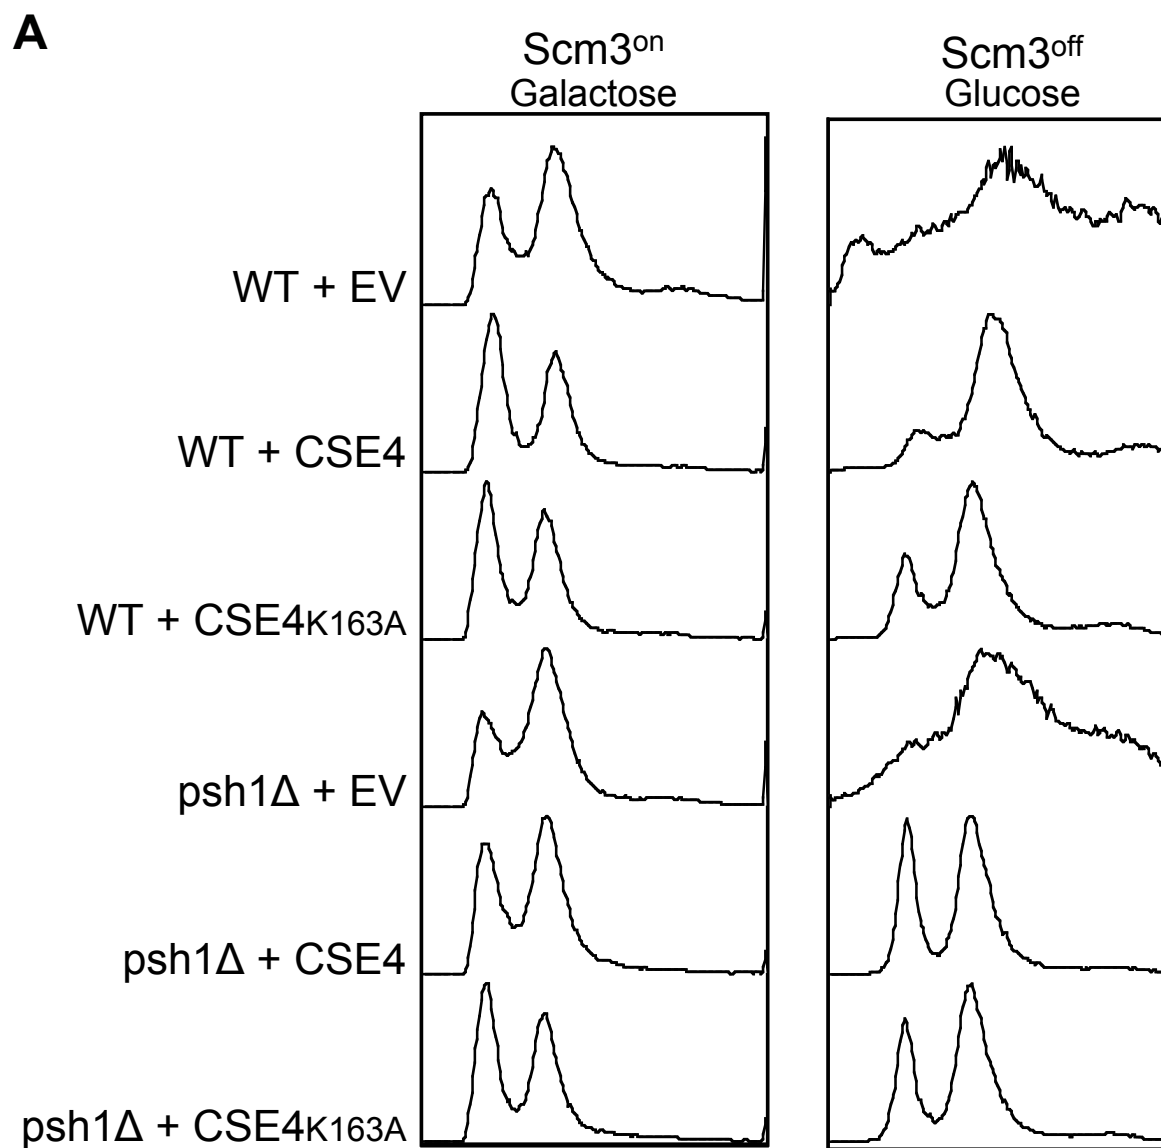 A
Scm3on
Galactose
Scm3off
Glucose
WT + EV
WT + CSE4
WT + CSE4K163A
psh1Δ + EV
psh1Δ + CSE4
psh1Δ + CSE4K163A